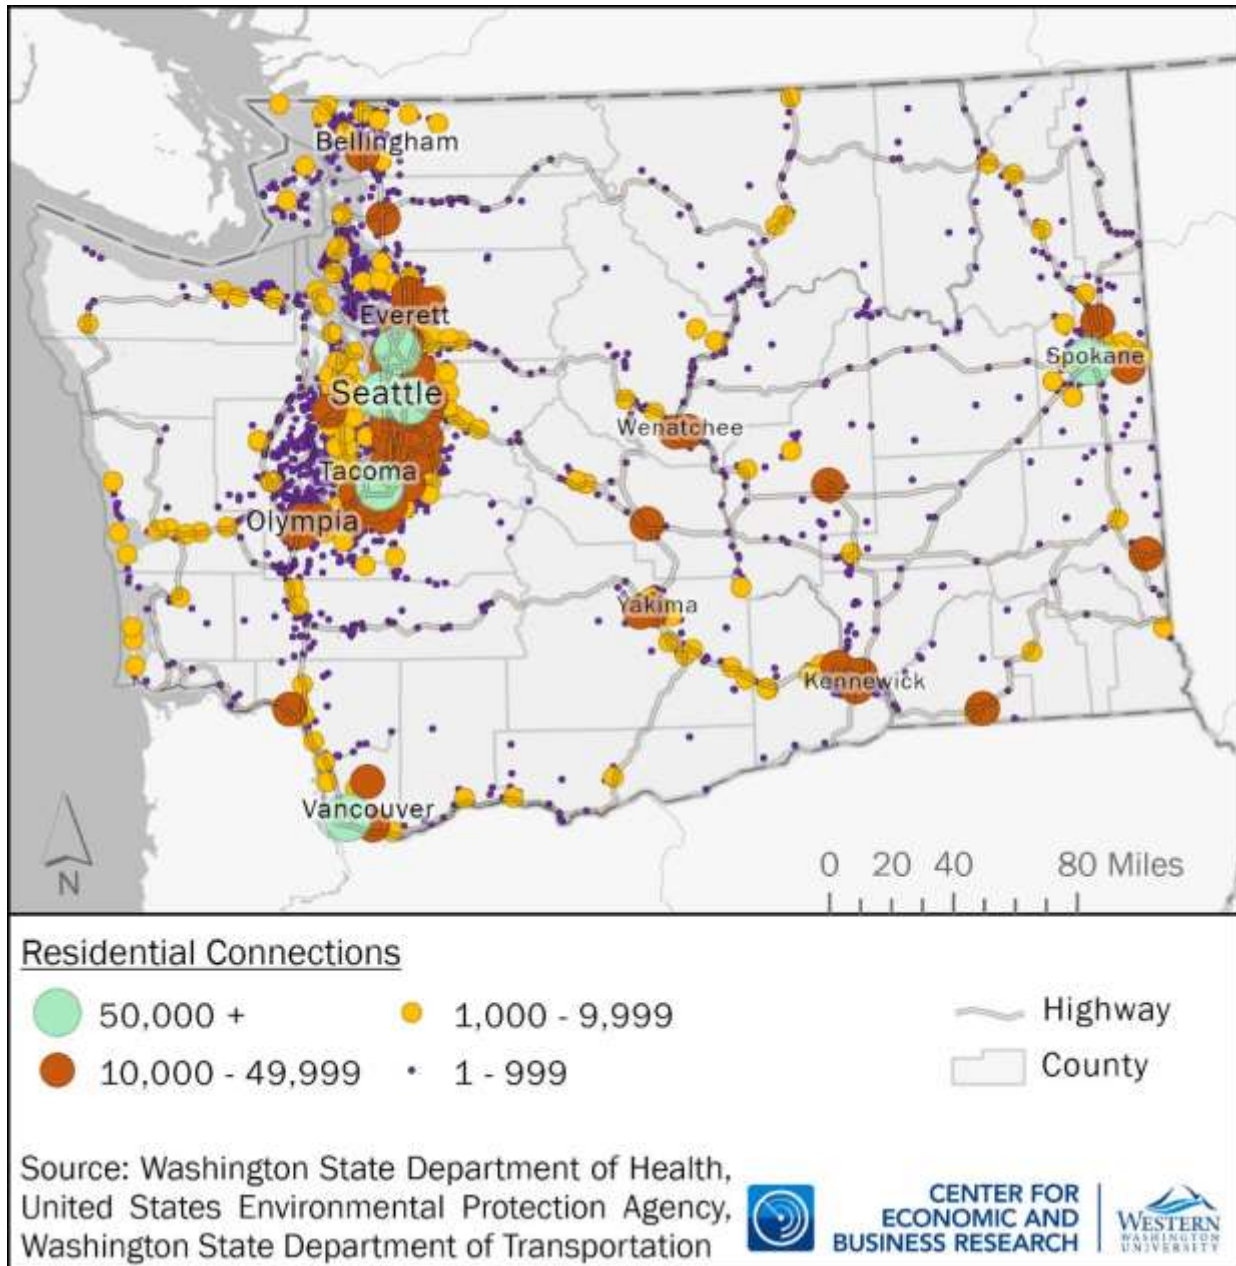 Bellingham
Everett
Seattle
Spokane
Wenatchee
Tacoma
Olympia
Yakima
Kennewick
Vancouver
N
0 20 40 80 Miles
Residential Connections
50,000 +
1,000 - 9,999
Highway
10,000 - 49,999
1 - 999
County
Source: Washington State Department of Health,
United States Environmental Protection Agency,
Washington State Department of Transportation
CENTER FOR
ECONOMIC AND
BUSINESS RESEARCH
WESTERN
WASHINGTON
UNIVERSITY